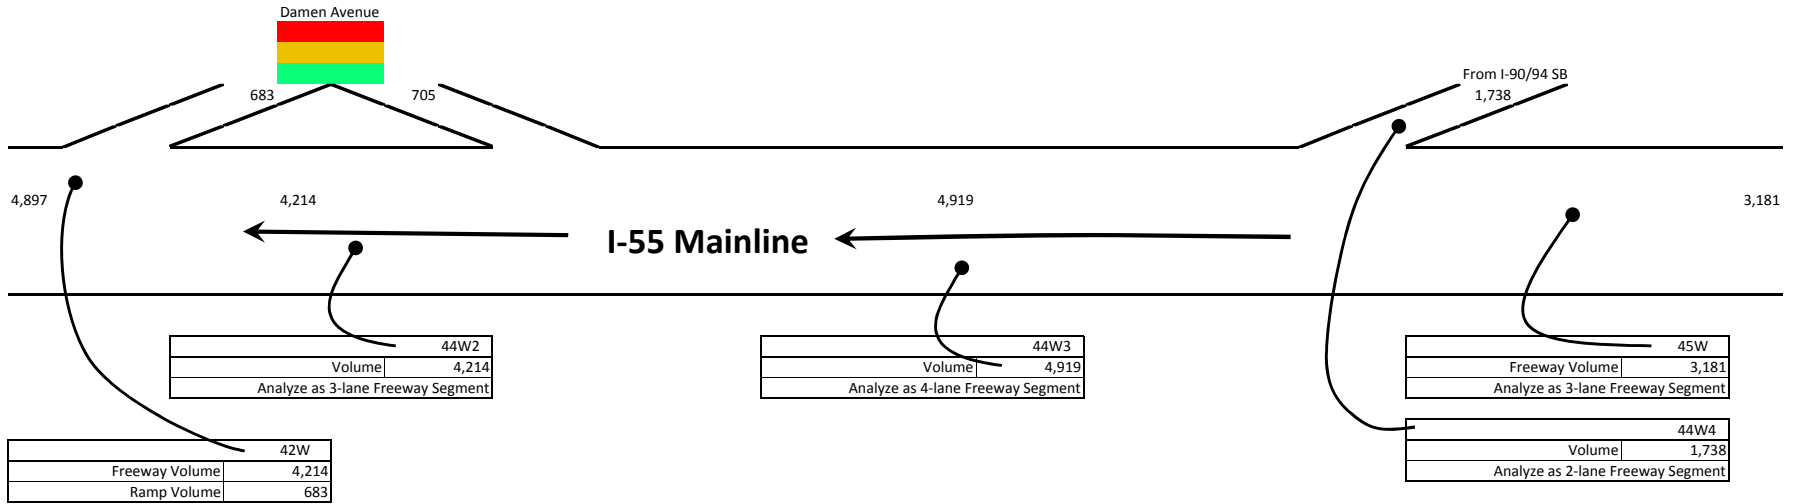 Damen Avenue
From I-90/94 SB
683
705
1,738
4,897
4,214
4,919
3,181
I-55 Mainline
44W2
Volume 4,214
Analyze as 3-lane Freeway Segment
44W3
Volume 4,919
Analyze as 4-lane Freeway Segment
45W
Freeway Volume 3,181
Analyze as 3-lane Freeway Segment
44W4
Volume 1,738
Analyze as 2-lane Freeway Segment
42W
Freeway Volume 4,214
Ramp Volume 683